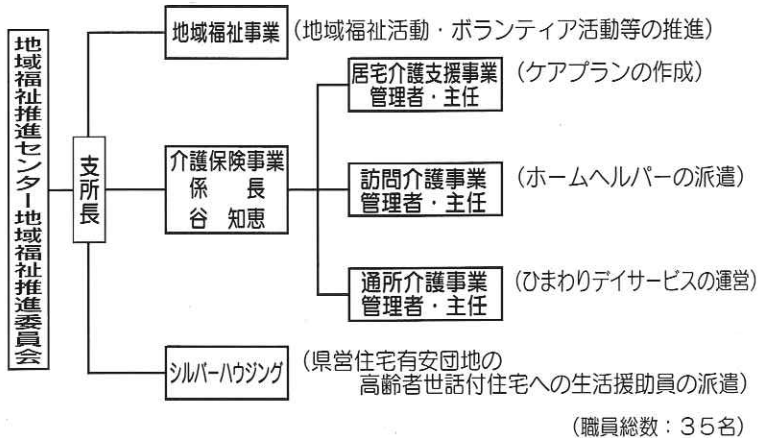 地域福祉推進センター地域福祉推進委員会
支所長
地域福祉事業
(地域福祉活動・ボランティア活動等の推進)
介護保険事業
係　長
谷　知恵
居宅介護支援事業
管理者・主任
(ケアプランの作成)
訪問介護事業
管理者・主任
(ホームヘルパーの派遣)
通所介護事業
管理者・主任
(ひまわりデイサービスの運営)
シルバーハウジング
(県営住宅有安団地の
高齢者世話付住宅への生活援助員の派遣)
(職員総数：35名)